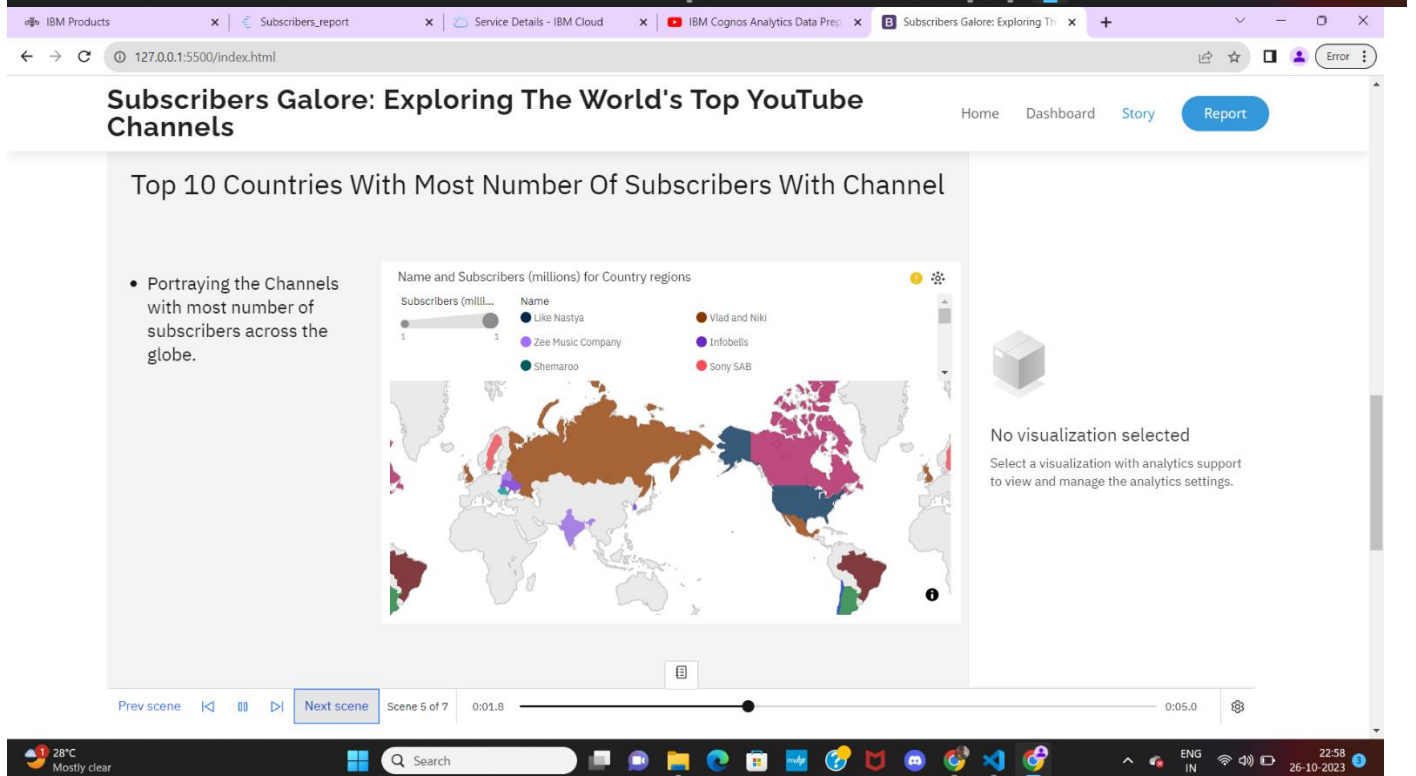 IBM Products
Subscribers_report
Service Details - IBM Cloud
IBM Cognos Analytics Data Prep
Subscribers Galore: Exploring Th
127.0.0.1:5500/index.html
Error
Subscribers Galore: Exploring The World's Top YouTube
Channels
Home Dashboard Story Report
Top 10 Countries With Most Number Of Subscribers With Channel
• Portraying the Channels
with most number of
subscribers across the
globe.
Name and Subscribers (millions) for Country regions
Subscribers (milli...
1 1
Name
Like Nastya
Vlad and Niki
Zee Music Company
Infobells
Shemaroo
Sony SAB
No visualization selected
Select a visualization with analytics support
to view and manage the analytics settings.
Prev scene Next scene Scene 5 of 7 0:01.8 0:05.0
1
28°C
Mostly clear
Search
ENG
IN
22:58
26-10-2023
3